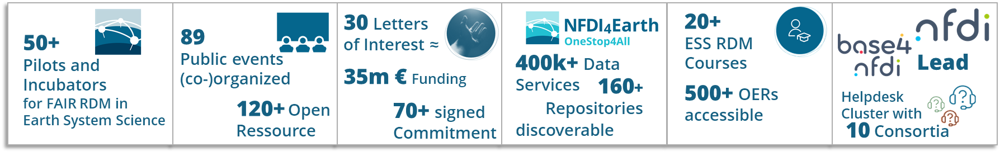 50+
Pilots and
Incubators
for FAIR RDM in
Earth System Science
89
Public events
(co-)organized
120+ Open
Ressource
30 Letters
of Interest ≈
35m € Funding
70+ signed
Commitment
NFDI4Earth
OneStop4All
400k+ Data
Services 160+
Repositories
discoverable
20+
ESS RDM
Courses
500+ OERs
accessible
nfdi
base4
nfdi
Lead
Helpdesk
Cluster with
10 Consortia
? 
?
?